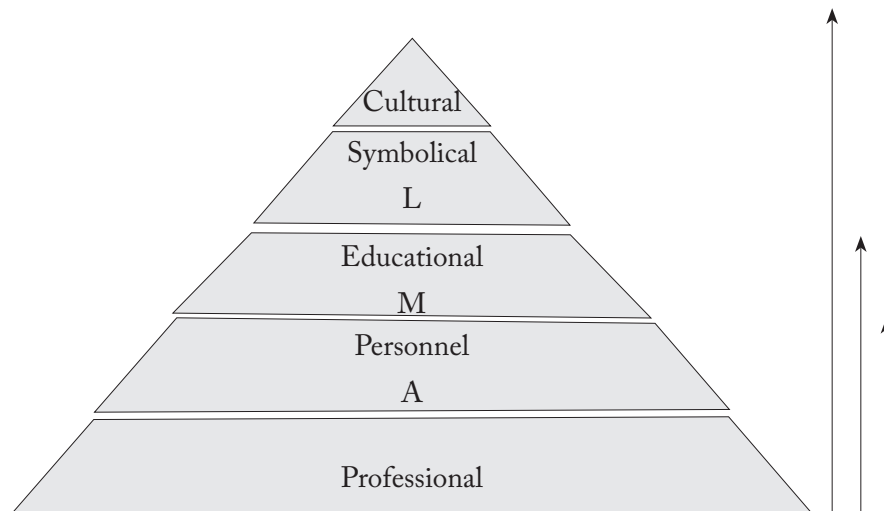 Cultural
Symbolical
L
Educational
M
Personnel
A
Professional